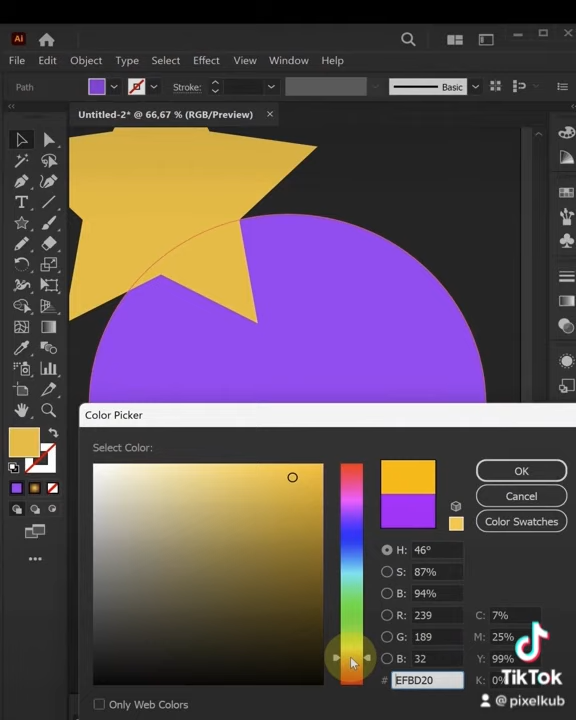 Ai
File Edit Object Type Select Effect View Window Help
Path Stroke: Basic
Untitled-2* @ 66,67 % (RGB/Preview) ×
T
Color Picker
Select Color:
OK
Cancel
Color Swatches
H: 46°
S: 87%
B: 94%
R: 239 C: 7%
G: 189 M: 25%
B: 32 Y: 99%
# EFBD20 K: 0%
Only Web Colors
TikTok
@ pixelkub